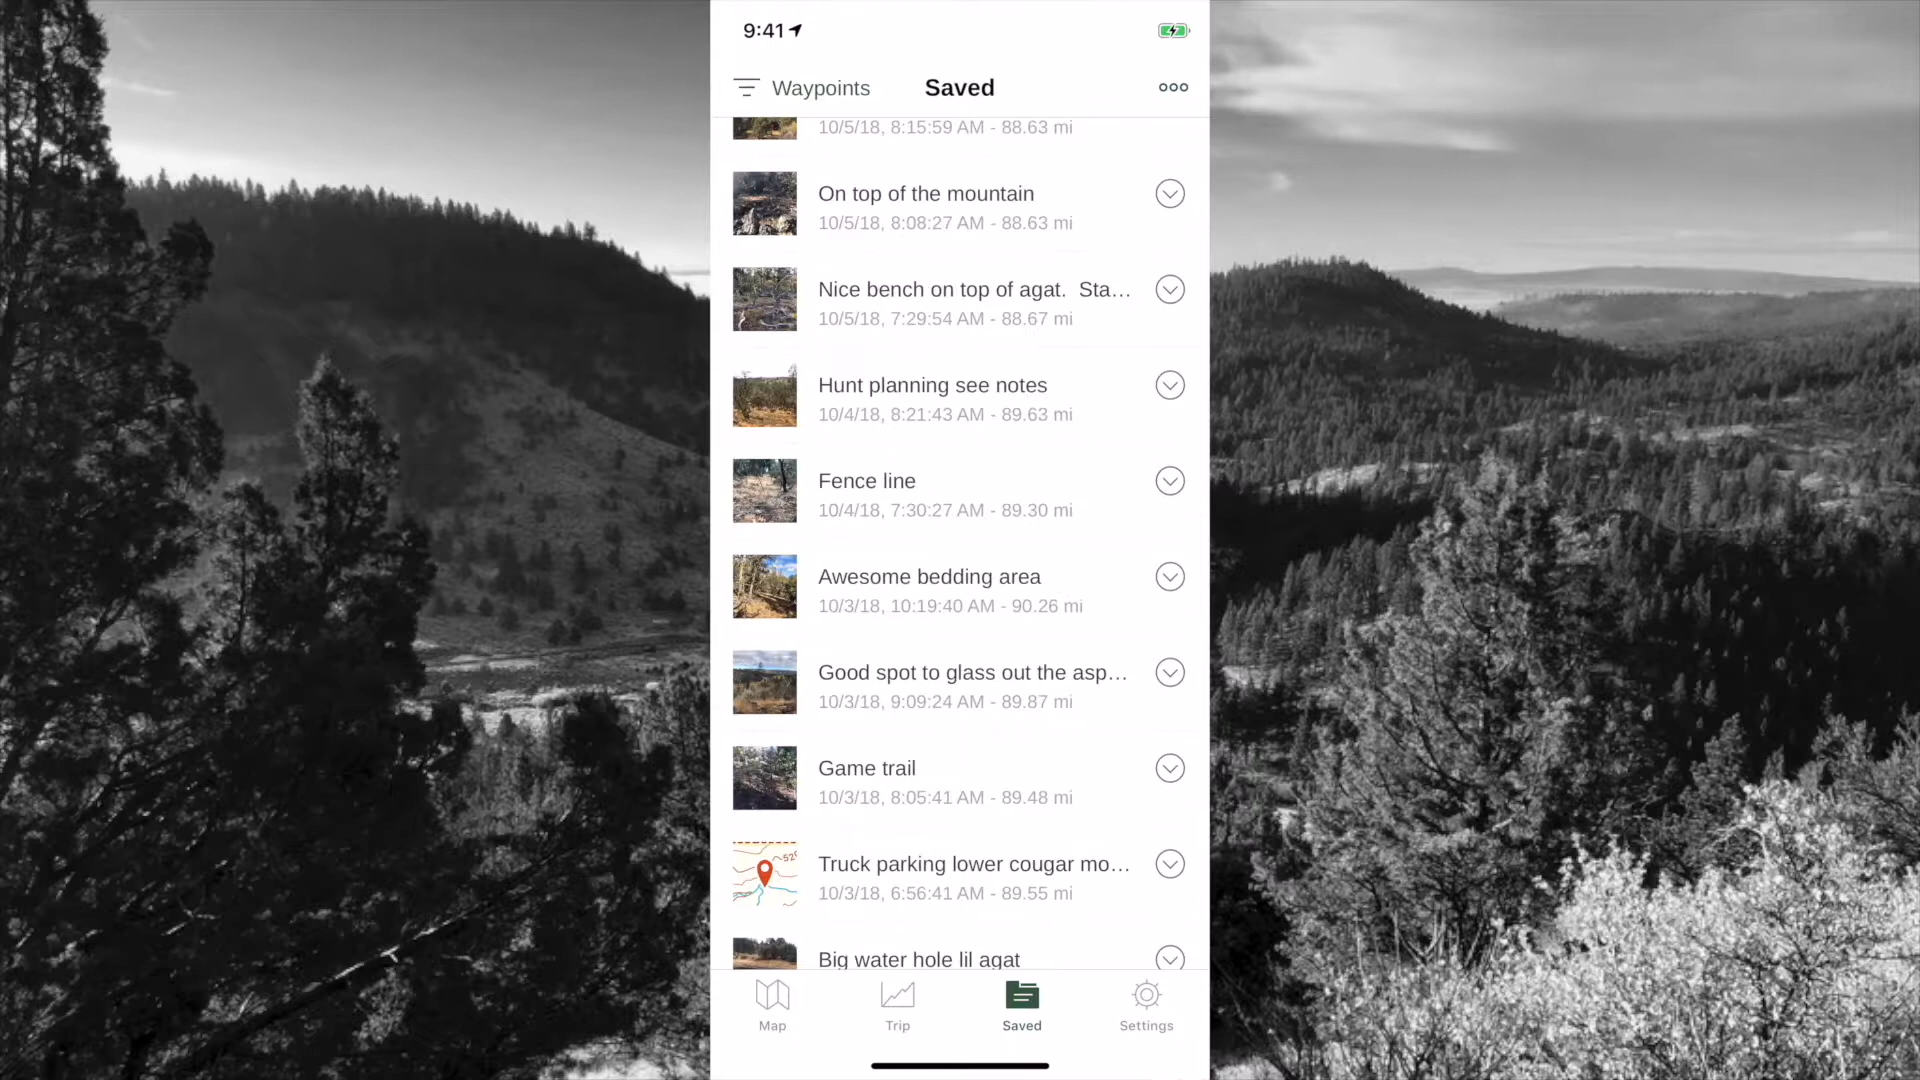 9:41
Waypoints
Saved
10/5/18, 8:15:59 AM - 88.63 mi
On top of the mountain
10/5/18, 8:08:27 AM - 88.63 mi
Nice bench on top of agat.  Sta...
10/5/18, 7:29:54 AM - 88.67 mi
Hunt planning see notes
10/4/18, 8:21:43 AM - 89.63 mi
Fence line
10/4/18, 7:30:27 AM - 89.30 mi
Awesome bedding area
10/3/18, 10:19:40 AM - 90.26 mi
Good spot to glass out the asp...
10/3/18, 9:09:24 AM - 89.87 mi
Game trail
10/3/18, 8:05:41 AM - 89.48 mi
Truck parking lower cougar mo...
10/3/18, 6:56:41 AM - 89.55 mi
Big water hole lil agat
Map
Trip
Saved
Settings